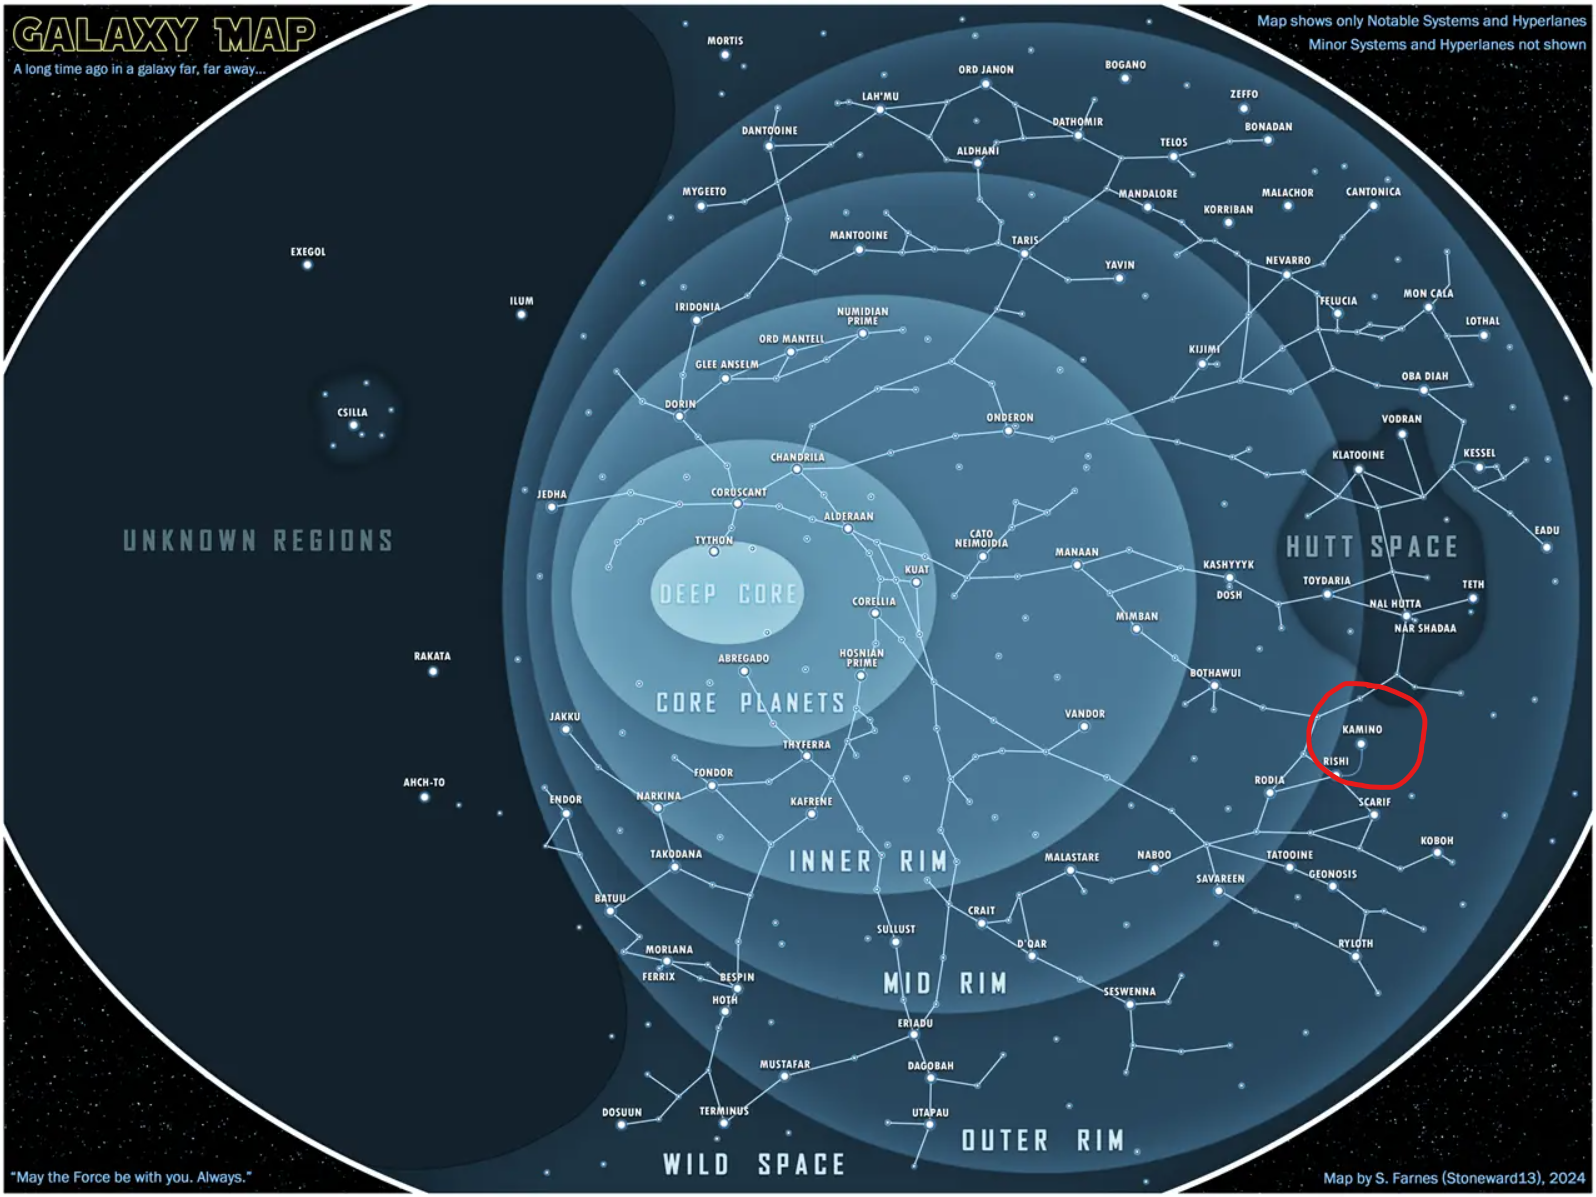 GALAXY MAP
A long time ago in a galaxy far, far away...
Map shows only Notable Systems and Hyperlanes
Minor Systems and Hyperlanes not shown
MORTIS
ORD JANON
BOGANO
LAH'MU
ZEFFO
DANTOOINE
DATHOMIR
BONADAN
ALDHANI
TELOS
MYGEETO
MANDALORE
MALACHOR
CANTONICA
KORRIBAN
MANTOOINE
TARIS
EXEGOL
YAVIN
NEVARRO
ILUM
IRIDONIA
NUMIDIAN
PRIME
FELUCIA
MON CALA
LOTHAL
ORD MANTELL
KIJIMI
GLEE ANSELM
OBA DIAH
CSILLA
DORIN
ONDERON
VODRAN
CHANDRILA
KLATOOINE
KESSEL
JEDHA
CORUSCANT
ALDERAAN
EADU
UNKNOWN REGIONS
TYTHON
CATO
NEIMOIDIA
HUTT SPACE
MANAAN
KASHYYYK
DOSH
KUAT
TOYDARIA
TETH
DEEP CORE
CORELLIA
NAL HUTTA
NAR SHADAA
MIMBAN
RAKATA
ABREGADO
HOSNIAN
PRIME
BOTHAWUI
CORE PLANETS
JAKKU
VANDOR
KAMINO
THYFERRA
RISHI
AHCH-TO
FONDOR
RODIA
ENDOR
NARKINA
KAFRENE
SCARIF
KOBOH
TAKODANA
INNER RIM
MALASTARE
NABOO
TATOOINE
GEONOSIS
SAVAREEN
BATUU
CRAIT
SULLUST
D'QAR
RYLOTH
MORLANA
FERRIX
BESPIN
MID RIM
SESWENNA
HOTH
ERIADU
MUSTAFAR
DAGOBAH
DOSUUN
TERMINUS
UTAPAU
OUTER RIM
WILD SPACE
"May the Force be with you. Always."
Map by S. Farnes (Stoneward13), 2024